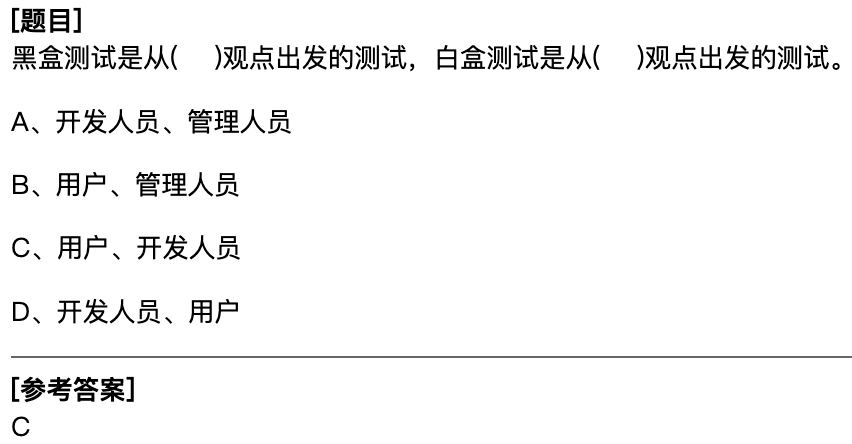 [题目]
黑盒测试是从(    )观点出发的测试，白盒测试是从(    )观点出发的测试。
A、开发人员、管理人员
B、用户、管理人员
C、用户、开发人员
D、开发人员、用户
[参考答案]
C